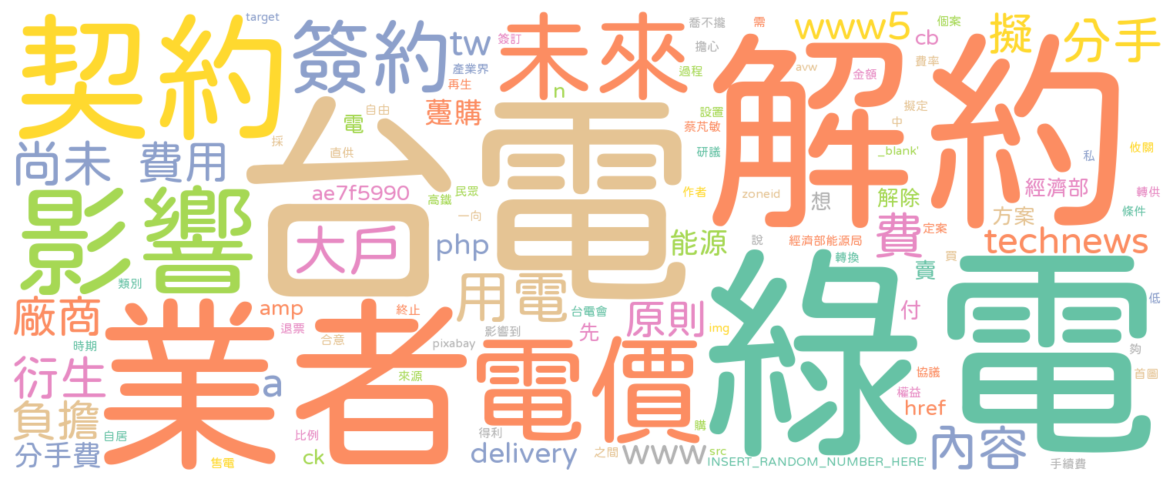 target
契約
簽約
tw
產業界
簽訂
喬不攏
擔心
過程
未來
www5
cb
個案
需
費率
擬
分手
解約
avw
金額
擬定
中
_blank'
再生
躉購
n
電
自由
採
直供
設置
蔡芃敏
研議
尚未
費用
台電
ae7f5990
高鐵
民眾
一向
作者
zoneid
想
解除
經濟部
私
攸關
轉供
條件
影響
大戶
php
能源
說
經濟部能源局
轉換
費
賣
定案
方案
technews
類別
用電
台電會
影響到
先
原則
付
綠電
低
夠
首圖
廠商
業者
amp
終止
退票
合意
pixabay
電價
img
時期
衍生
a
來源
協議
權益
href
負擔
自居
分手費
售電
比例
ck
得利
delivery
之間
www
購
src
INSERT_RANDOM_NUMBER_HERE'
內容
手續費